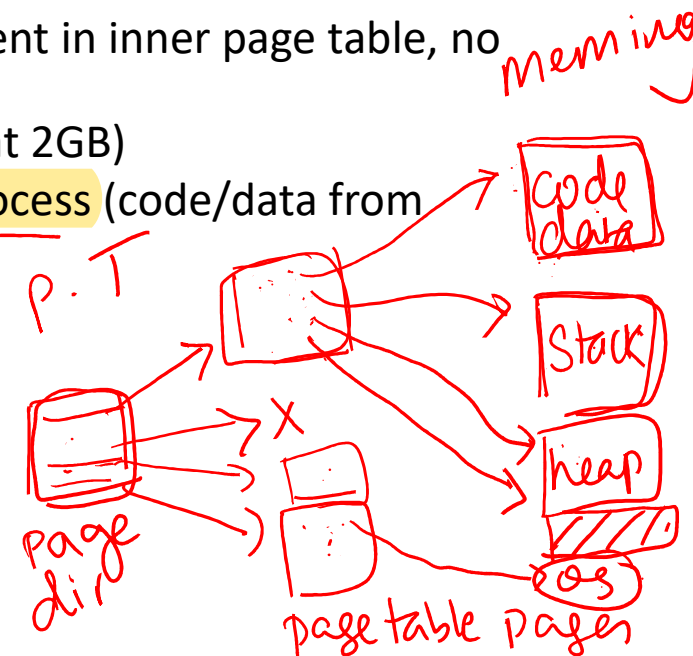 ent in inner page table, no
mem
t 2GB)
ocess (code/data from
code
data
P.T
Stack
X
heap
page
dir
OS
page table pages